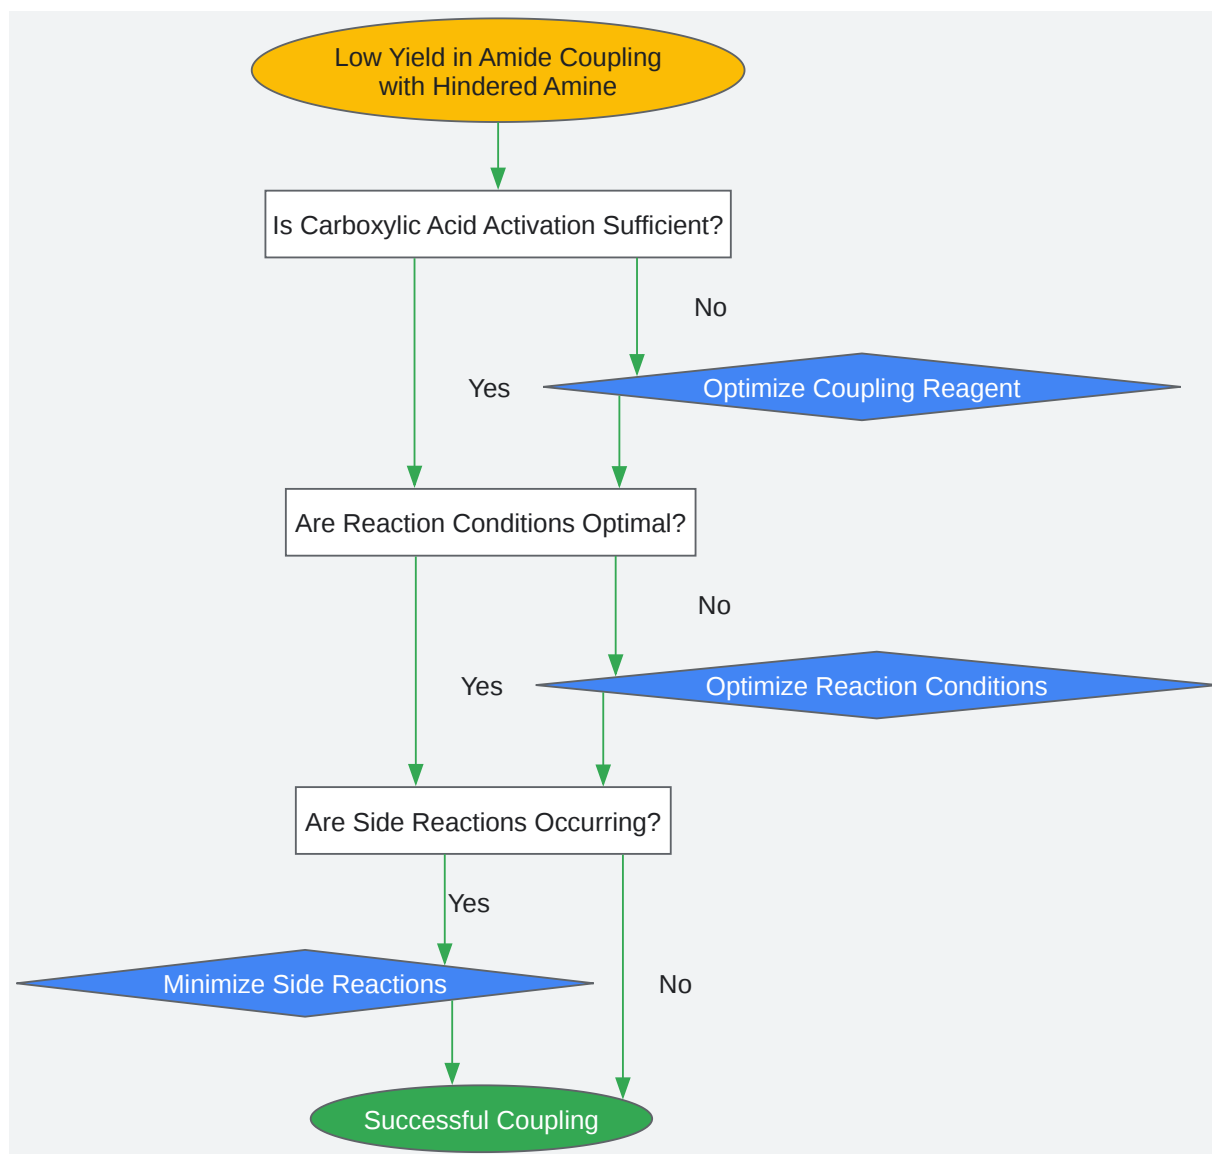 Low Yield in Amide Coupling
with Hindered Amine
Is Carboxylic Acid Activation Sufficient?
No
Yes
Optimize Coupling Reagent
Are Reaction Conditions Optimal?
No
Yes
Optimize Reaction Conditions
Are Side Reactions Occurring?
Yes
Minimize Side Reactions
No
Successful Coupling